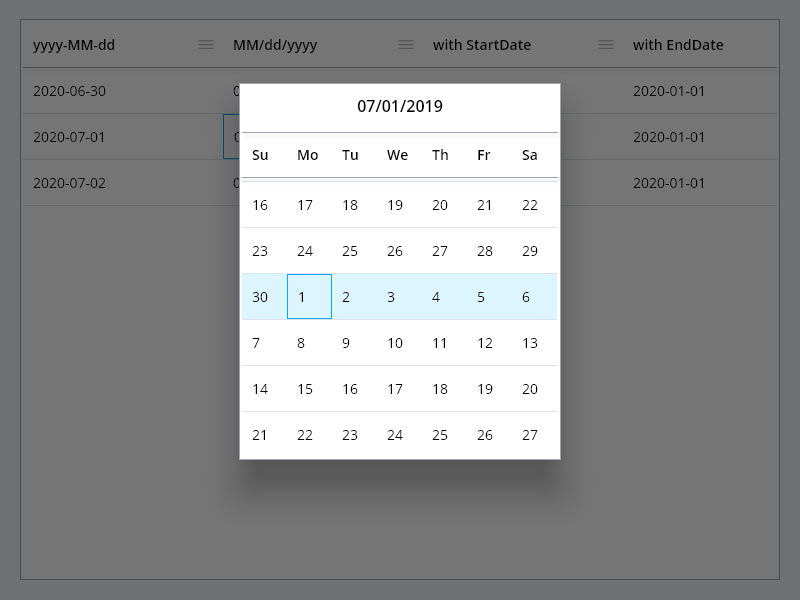 yyyy-MM-dd MM/dd/yyyy with StartDate with EndDate
2020-06-30 0 2020-01-01
2020-07-01 2020-01-01
2020-07-02 0 2020-01-01
07/01/2019
Su Mo Tu We Th Fr Sa
16 17 18 19 20 21 22
23 24 25 26 27 28 29
30 1 2 3 4 5 6
7 8 9 10 11 12 13
14 15 16 17 18 19 20
21 22 23 24 25 26 27